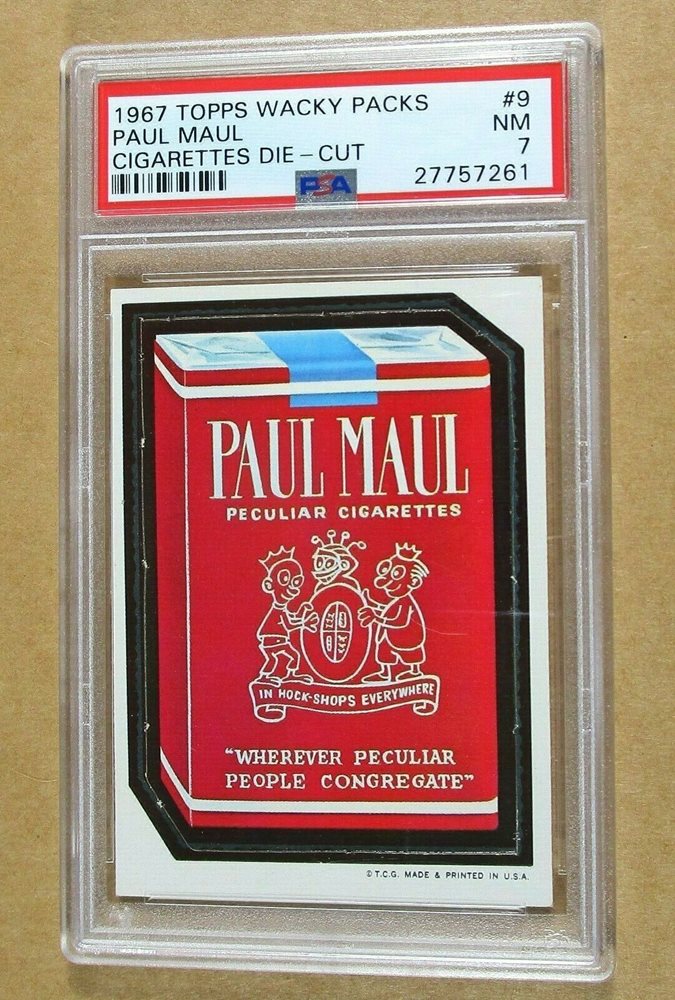 1967 TOPPS WACKY PACKS #9
PAUL MAUL NM
CIGARETTES DIE-CUT 7
PSA 27757261
PAUL MAUL
PECULIAR CIGARETTES
IN HOCK-SHOPS EVERYWHERE
"WHEREVER PECULIAR
PEOPLE CONGREGATE"
© T.C.G. MADE & PRINTED IN U.S.A.